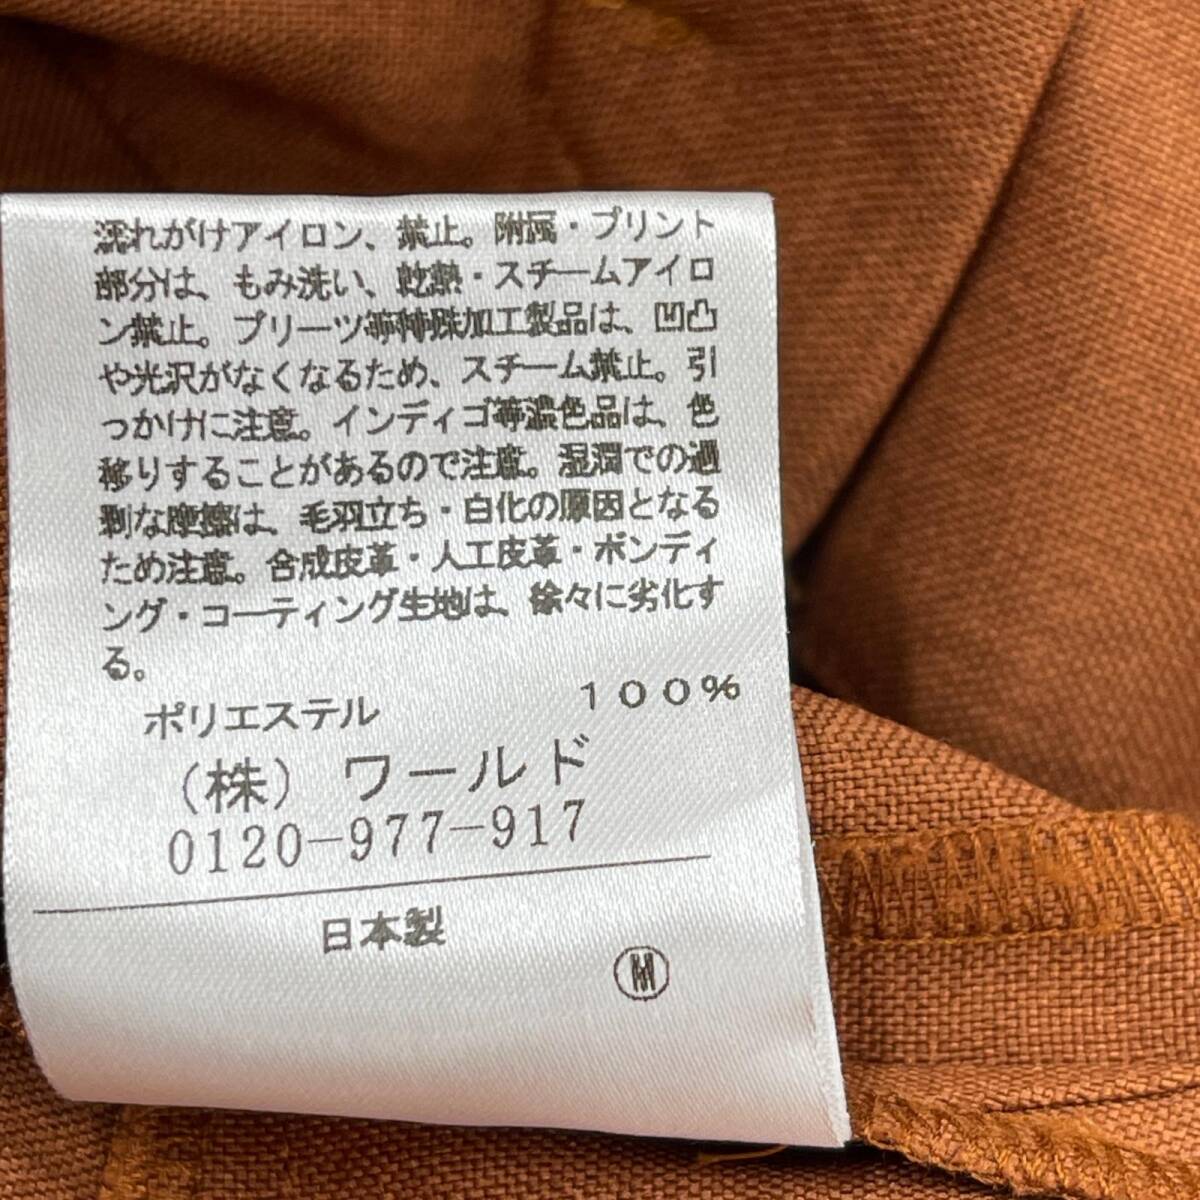 濡れがけアイロン、禁止。附属・プリント
部分は、もみ洗い、乾熱・スチームアイロ
ン禁止。プリーツ等特殊加工製品は、凹凸
や光沢がなくなるため、スチーム禁止。引
っかけに注意。インディゴ等濃色品は、色
移りすることがあるので注意。湿潤での過
剰な摩擦は、毛羽立ち・白化の原因となる
ため注意。合成皮革・人工皮革・ボンディ
ング・コーティング生地は、徐々に劣化す
る。
ポリエステル　１００％
（株）ワールド
0120-977-917
日本製
M